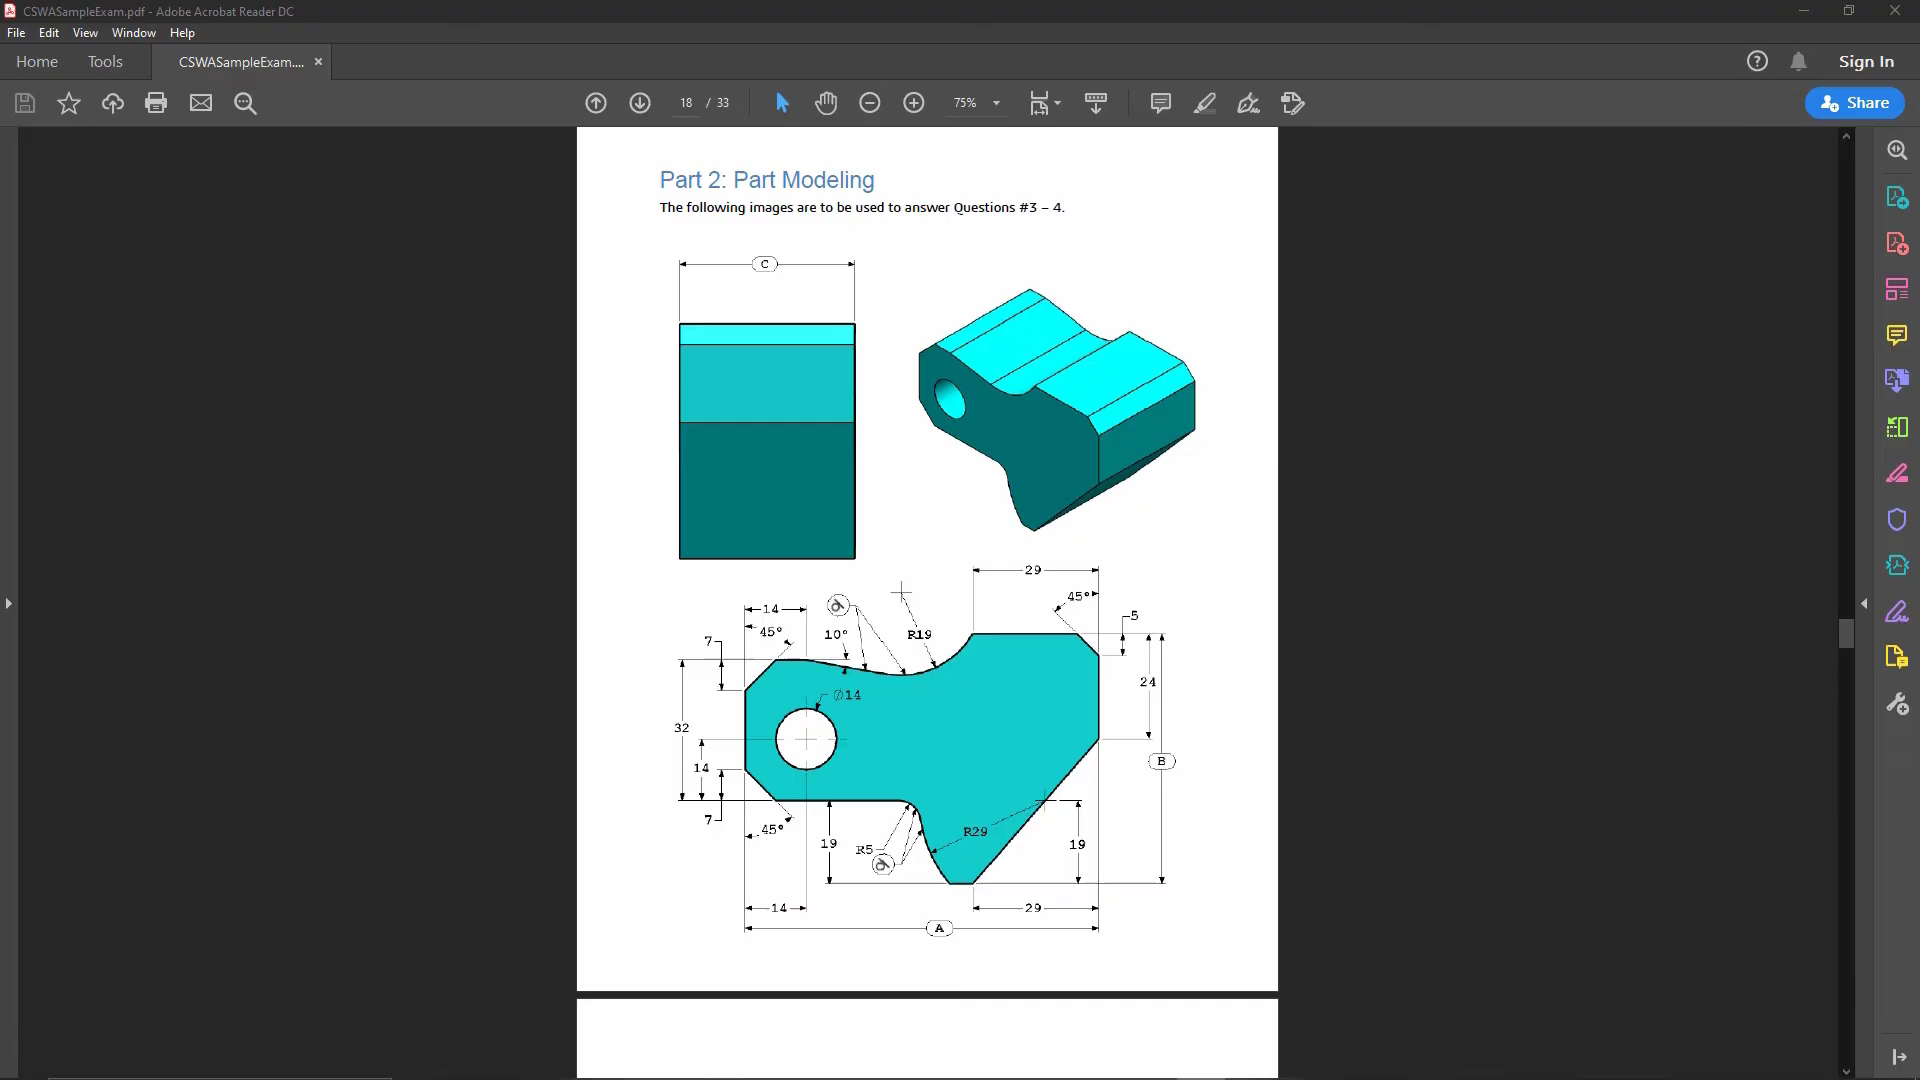 CSWASampleExam.pdf - Adobe Acrobat Reader DC
File Edit View Window Help
Home Tools CSWASampleExam.... × Sign In
18 / 33 75% Share
Part 2: Part Modeling
The following images are to be used to answer Questions #3 – 4.
C
29
45°
14
5
45°
10°
R19
7
24
∅14
32
B
14
7
45°
19
R5
R29
19
14
29
A